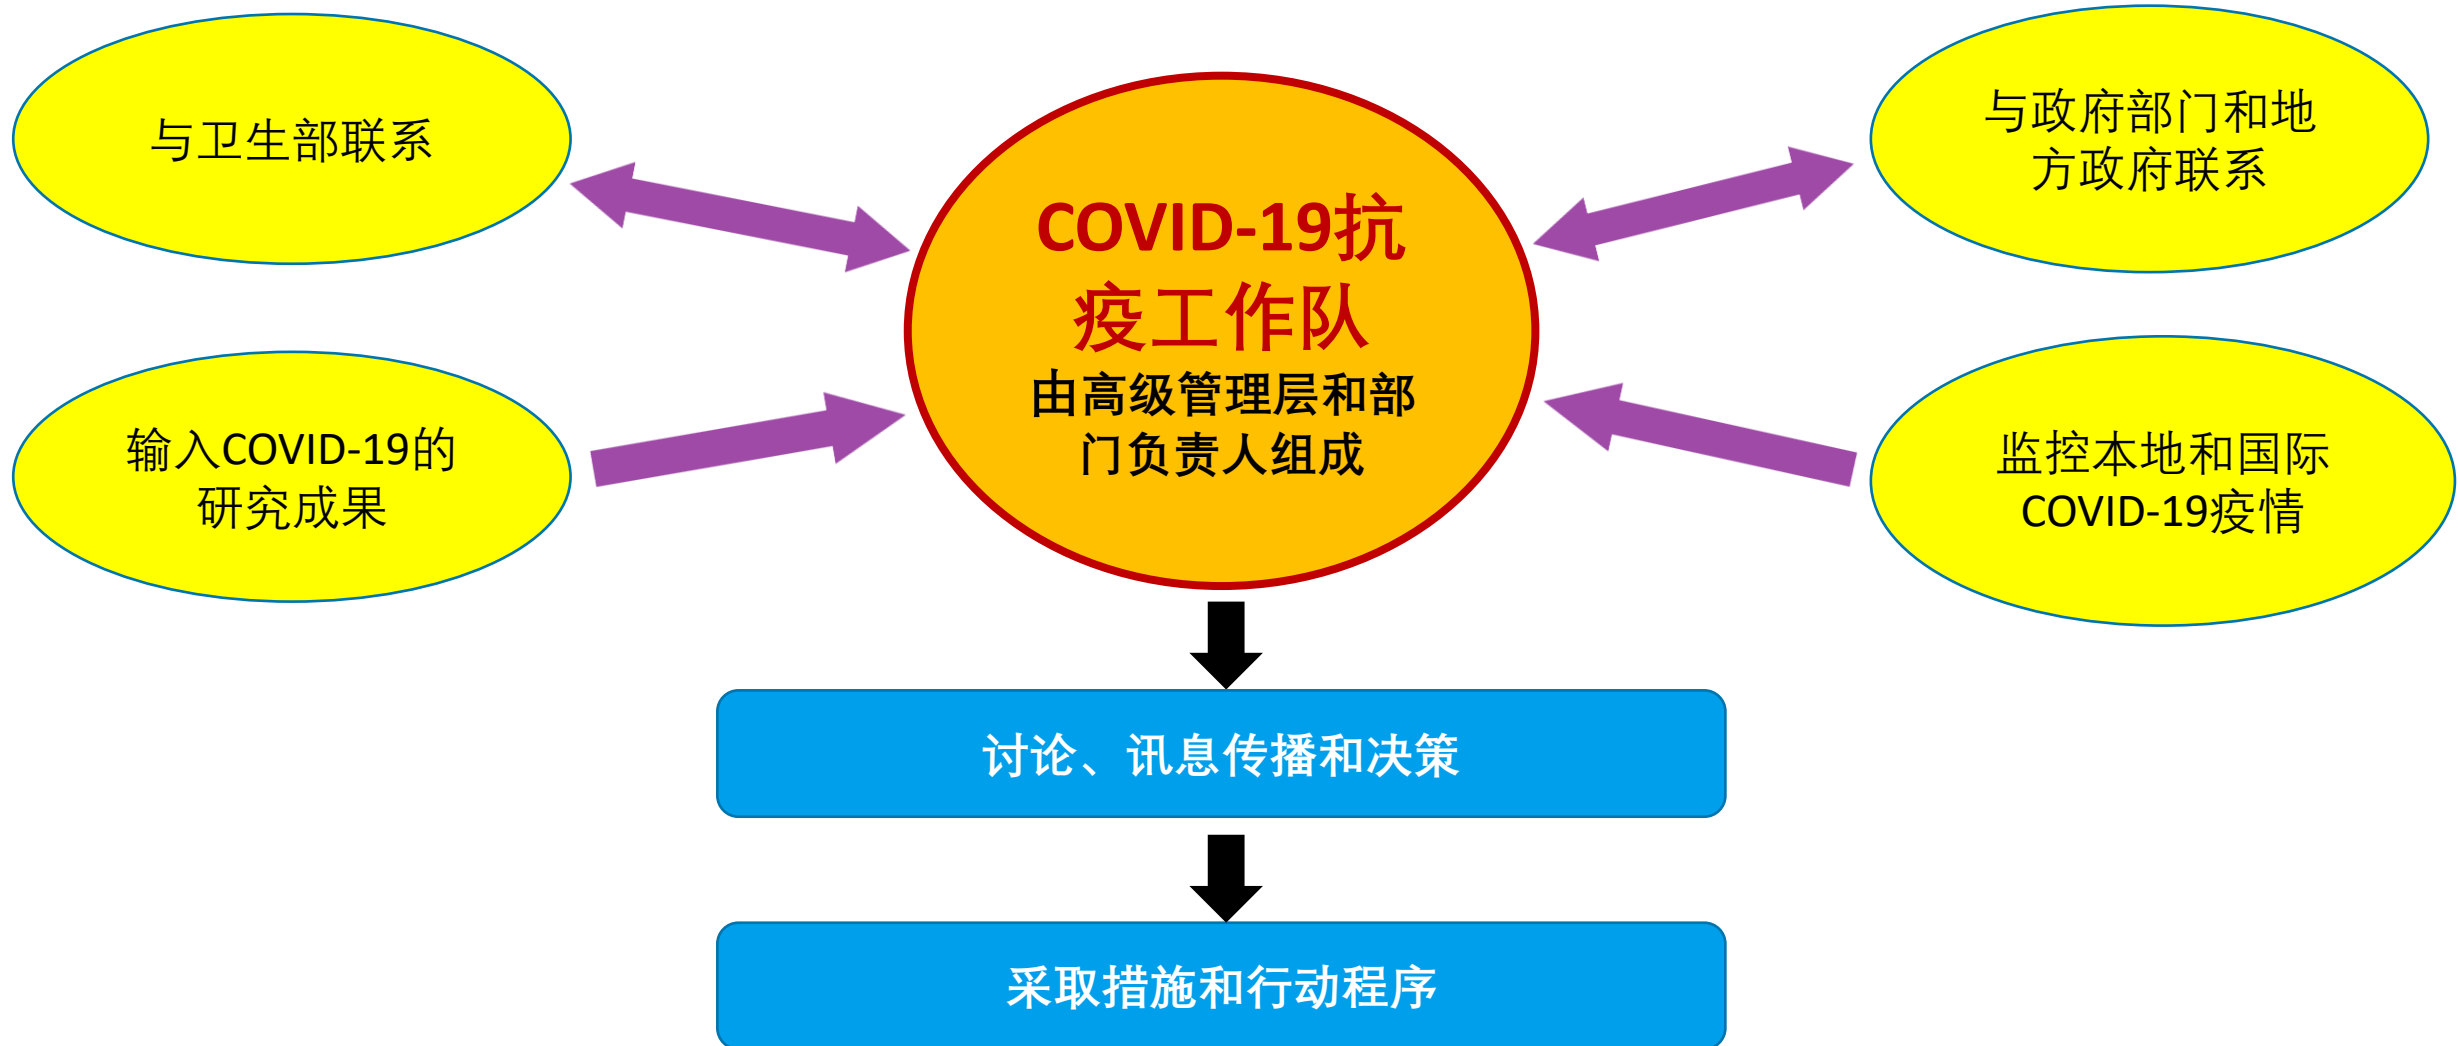 与卫生部联系
与政府部门和地
方政府联系
COVID-19抗
疫工作队
由高级管理层和部
门负责人组成
输入COVID-19的
研究成果
监控本地和国际
COVID-19疫情
讨论、讯息传播和决策
采取措施和行动程序